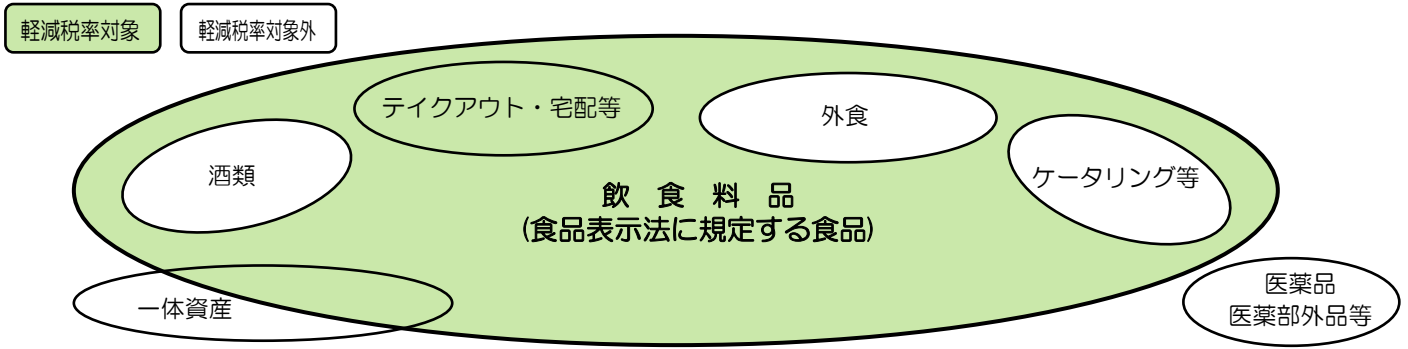 軽減税率対象
軽減税率対象外
テイクアウト・宅配等
外食
酒類
ケータリング等
飲 食 料 品
(食品表示法に規定する食品)
一体資産
医薬品
医薬部外品等